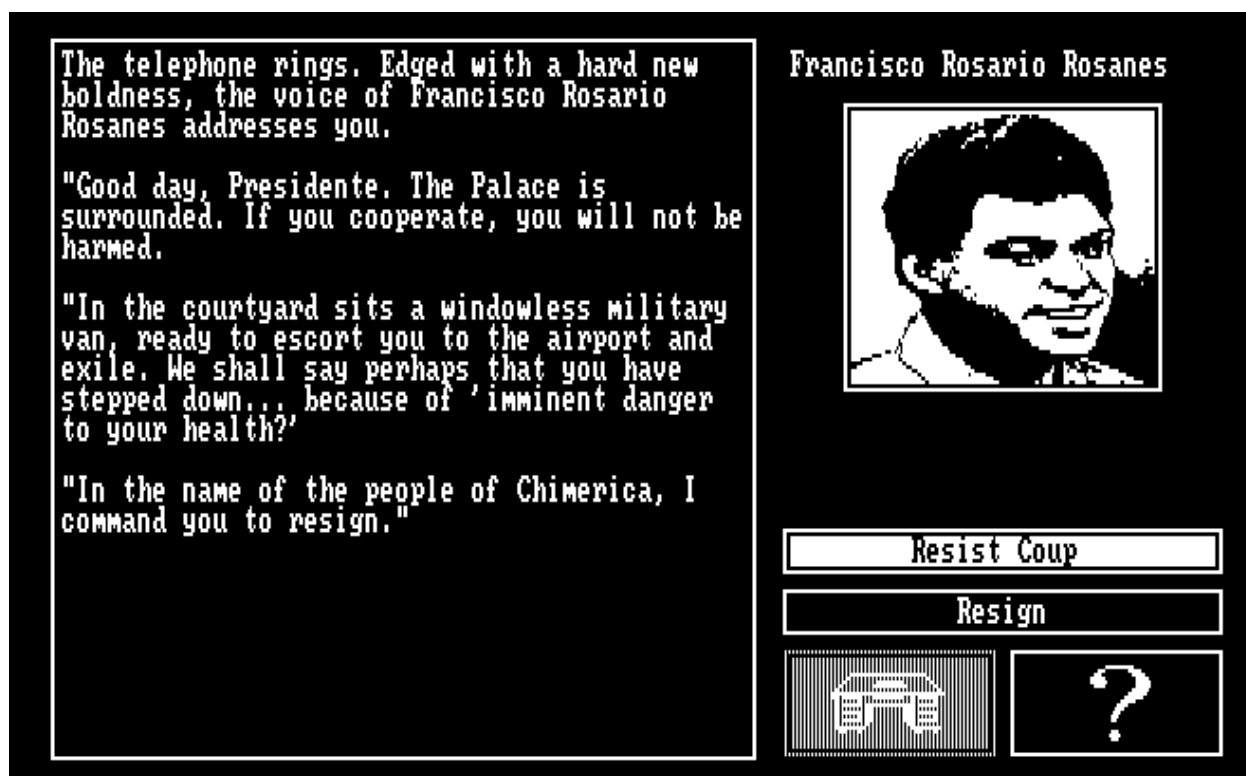 The telephone rings. Edged with a hard new
boldness, the voice of Francisco Rosario
Rosanes addresses you.
"Good day, Presidente. The Palace is
surrounded. If you cooperate, you will not be
harmed.
"In the courtyard sits a windowless military
van, ready to escort you to the airport and
exile. We shall say perhaps that you have
stepped down... because of 'imminent danger
to your health?'
"In the name of the people of Chimerica, I
command you to resign."
Francisco Rosario Rosanes
Resist Coup
Resign
?